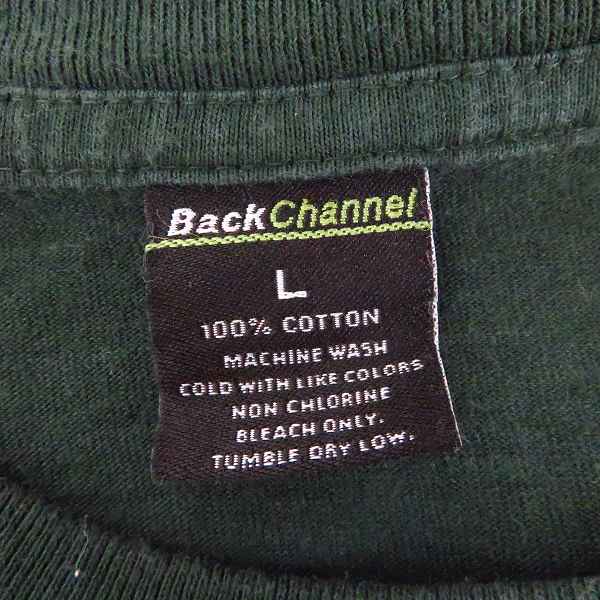 BackChannel
L
100% COTTON
MACHINE WASH
COLD WITH LIKE COLORS
NON CHLORINE
BLEACH ONLY.
TUMBLE DRY LOW.